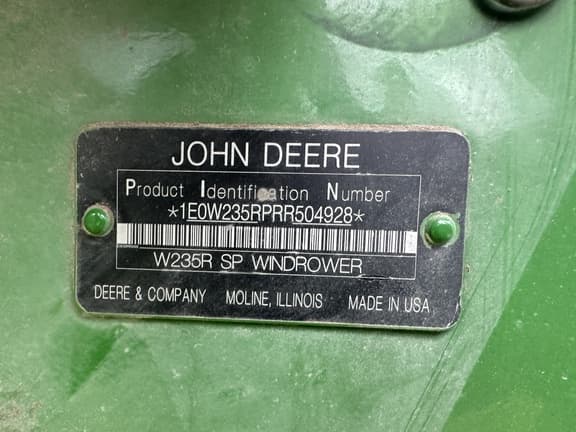 JOHN DEERE
Product Identification Number
*1E0W235RPRR504928*
W235R SP WINDROWER
DEERE & COMPANY MOLINE, ILLINOIS MADE IN USA